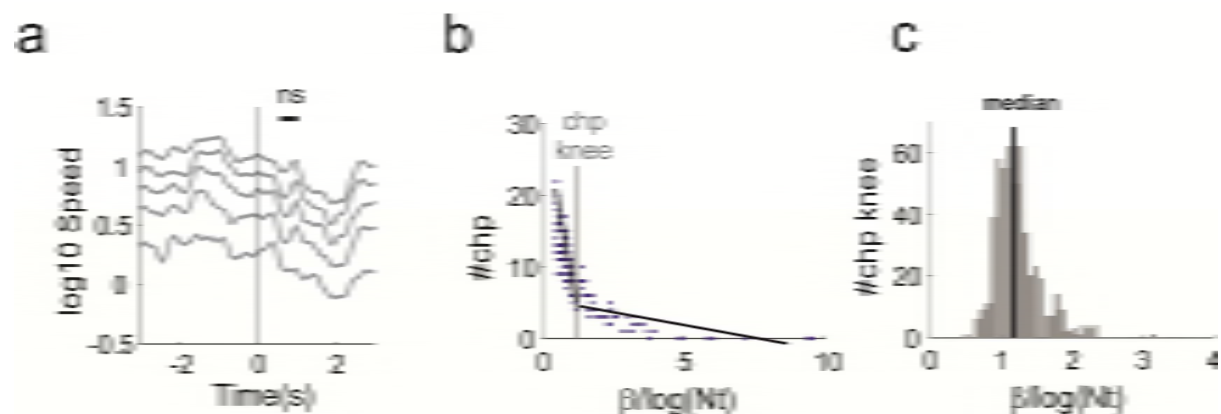 a
ns
log10 Speed
1.5
1
0.5
0
-0.5
-2
0
2
Time(s)
b
chp
knee
#chp
30
20
10
0
0
5
10
β/log(Nt)
c
median
#chp knee
60
40
20
0
0
1
2
3
4
β/log(Nt)